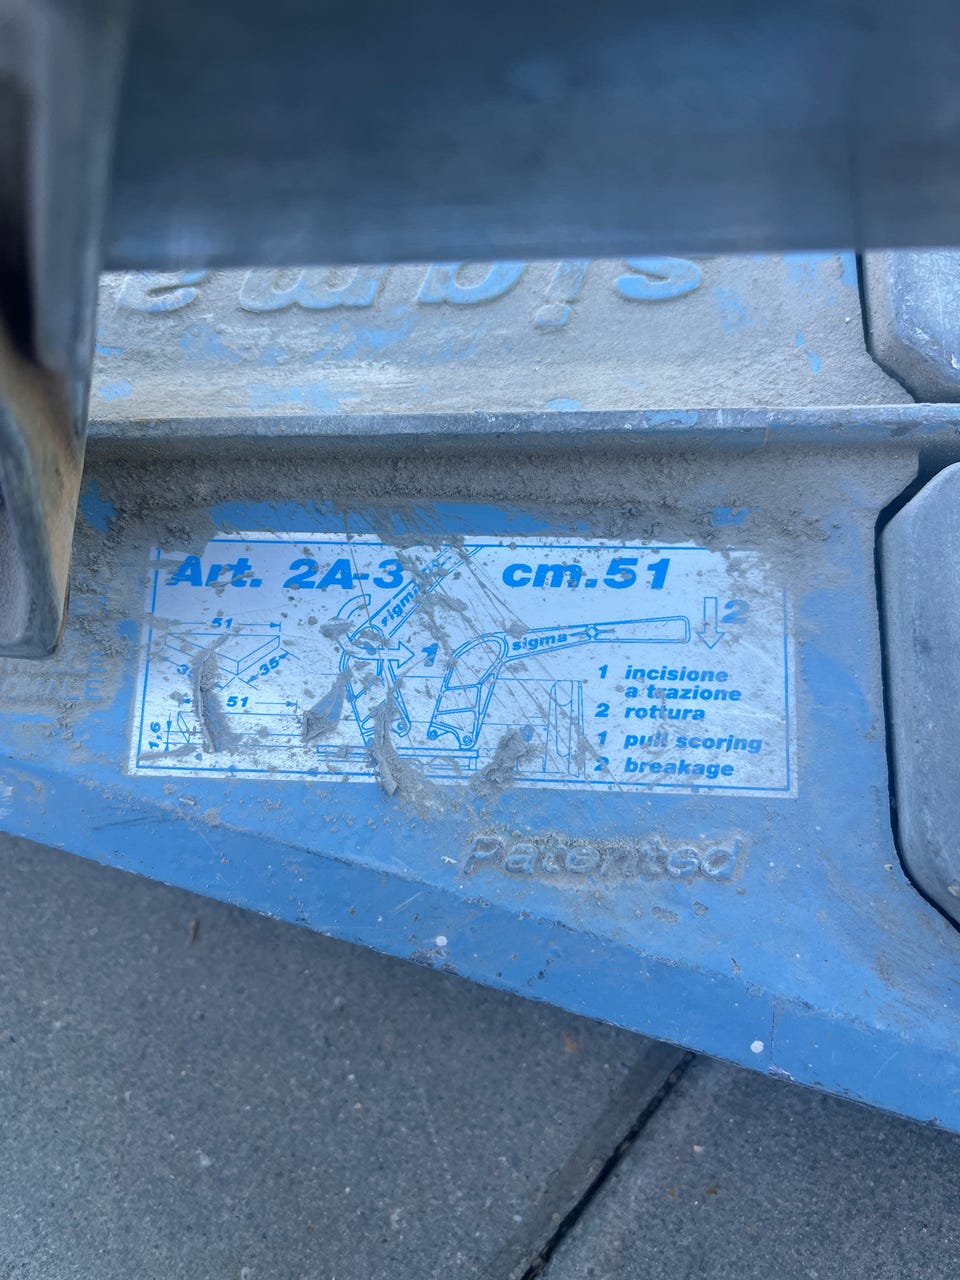 sigma
Art. 2A-3 cm.51
51
35
51
1,6
sigma
1
sigma
2
1 incisione
a trazione
2 rottura
1 pull scoring
2 breakage
Patented